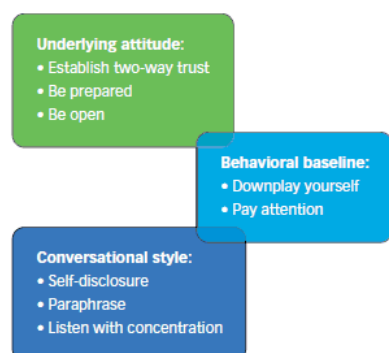 Underlying attitude:
• Establish two-way trust
• Be prepared
• Be open
Behavioral baseline:
• Downplay yourself
• Pay attention
Conversational style:
• Self-disclosure
• Paraphrase
• Listen with concentration